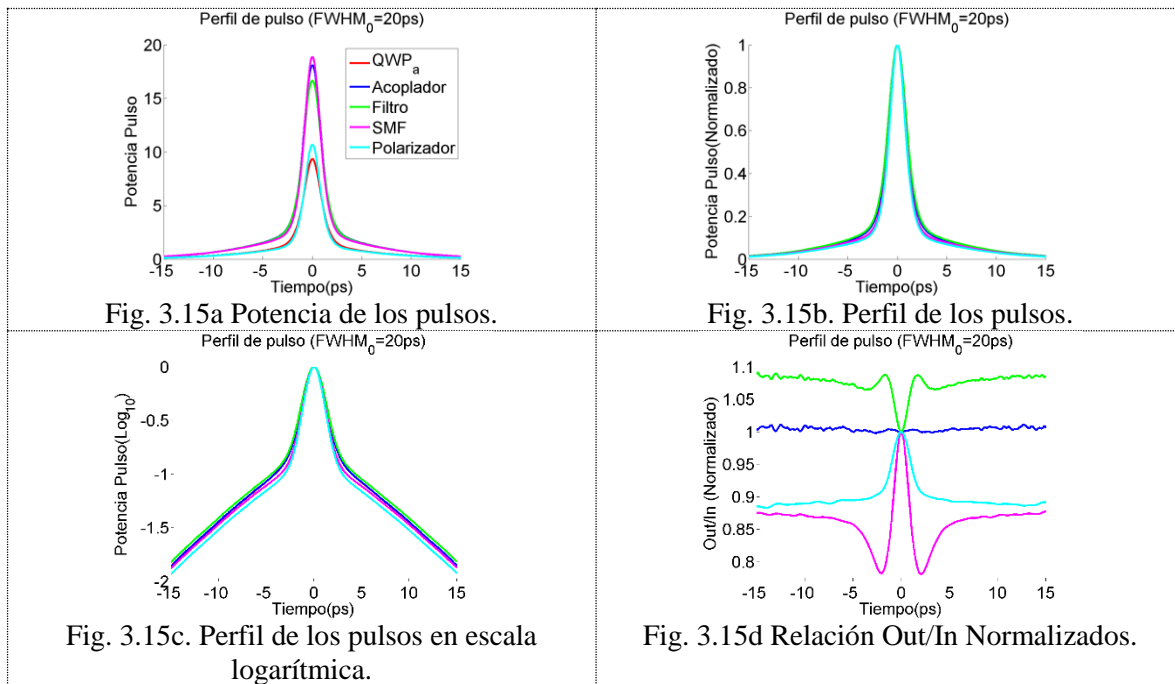 Perfil de pulso (FWHM0=20ps)
Potencia Pulso
20
15
10
5
0
QWPa
Acoplador
Filtro
SMF
Polarizador
-15 -10 -5 0 5 10 15
Tiempo(ps)
Fig. 3.15a Potencia de los pulsos.
Perfil de pulso (FWHM0=20ps)
Potencia Pulso(Normalizado)
1
0.8
0.6
0.4
0.2
0
-15 -10 -5 0 5 10 15
Tiempo(ps)
Fig. 3.15b. Perfil de los pulsos.
Perfil de pulso (FWHM0=20ps)
Potencia Pulso(Log10)
0
-0.5
-1
-1.5
-2
-15 -10 -5 0 5 10 15
Tiempo(ps)
Fig. 3.15c. Perfil de los pulsos en escala
logarítmica.
Perfil de pulso (FWHM0=20ps)
Out/In (Normalizado)
1.1
1.05
1
0.95
0.9
0.85
0.8
-15 -10 -5 0 5 10 15
Tiempo(ps)
Fig. 3.15d Relación Out/In Normalizados.